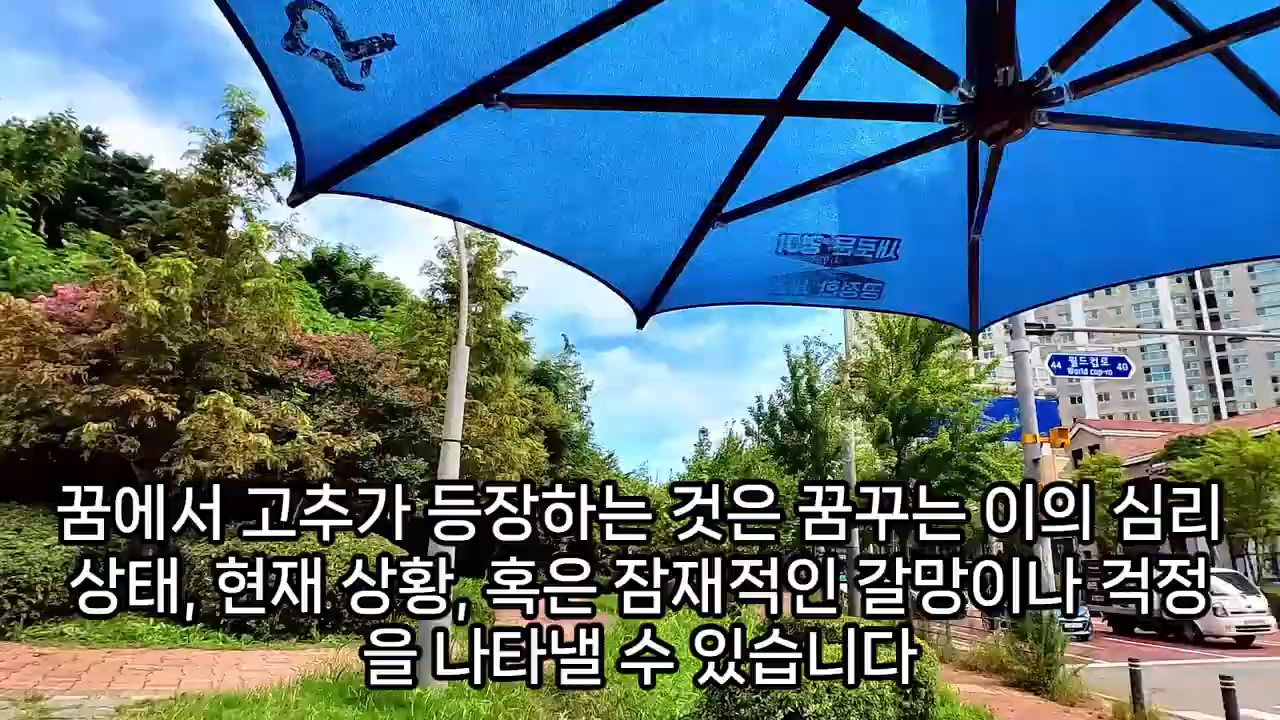 44 월드컵로 40
World cup-ro
꿈에서 고추가 등장하는 것은 꿈꾸는 이의 심리
상태, 현재 상황, 혹은 잠재적인 갈망이나 걱정
을 나타낼 수 있습니다